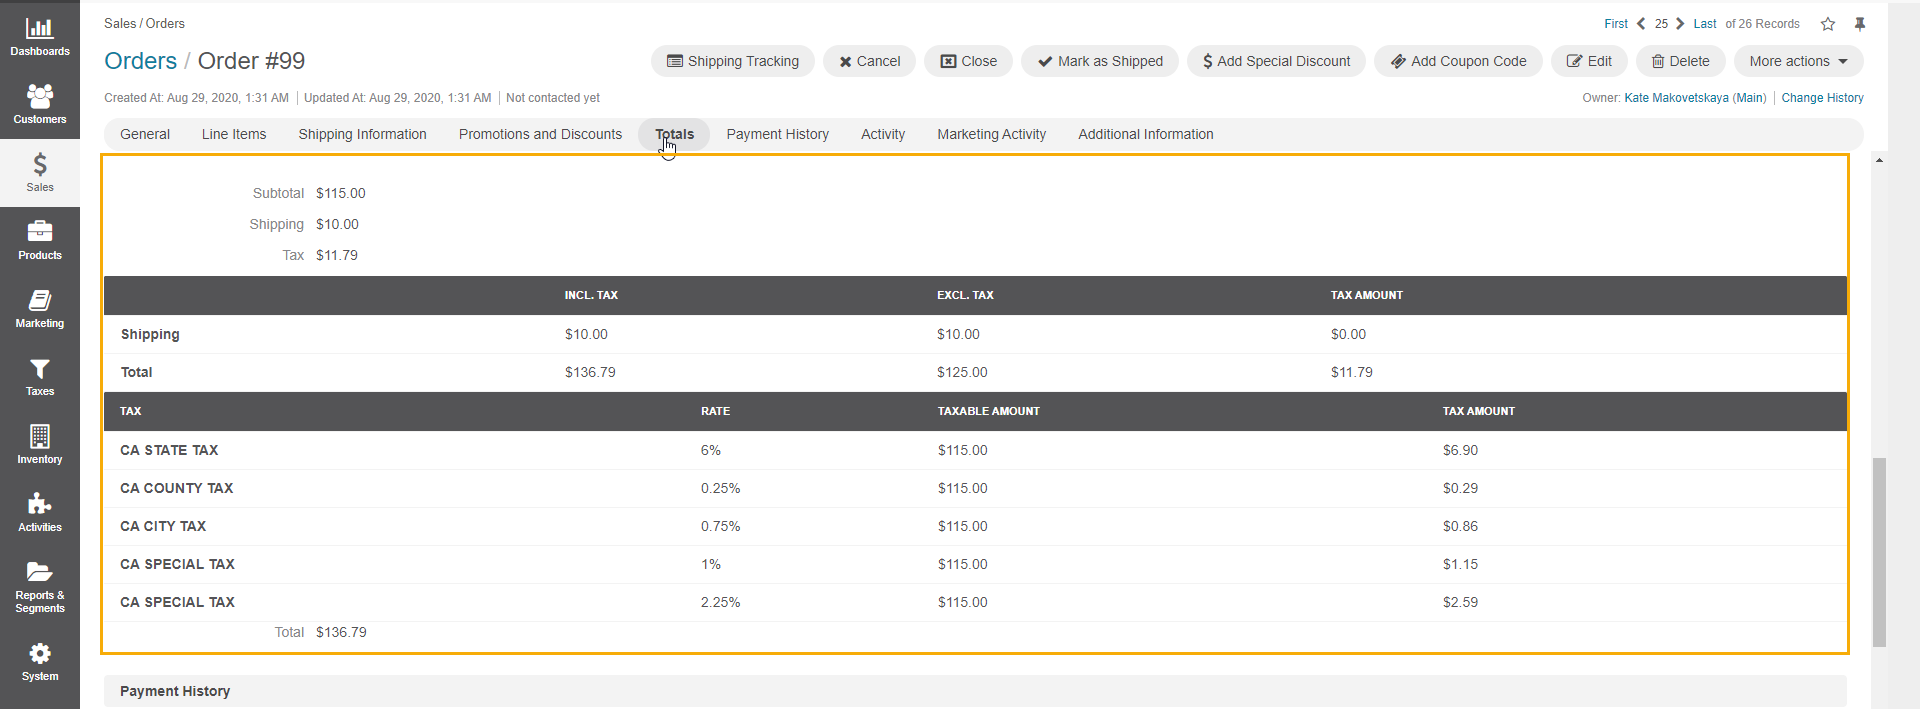 Dashboards
Customers
Sales
Products
Marketing
Taxes
Inventory
Activities
Reports &
Segments
System
Sales / Orders
First 25 Last of 26 Records
Orders / Order #99
Shipping Tracking Cancel Close Mark as Shipped Add Special Discount Add Coupon Code Edit Delete More actions
Created At: Aug 29, 2020, 1:31 AM Updated At: Aug 29, 2020, 1:31 AM Not contacted yet
Owner: Kate Makovetskaya (Main) Change History
General Line Items Shipping Information Promotions and Discounts Totals Payment History Activity Marketing Activity Additional Information
Subtotal $115.00
Shipping $10.00
Tax $11.79
INCL. TAX EXCL. TAX TAX AMOUNT
Shipping $10.00 $10.00 $0.00
Total $136.79 $125.00 $11.79
TAX RATE TAXABLE AMOUNT TAX AMOUNT
CA STATE TAX 6% $115.00 $6.90
CA COUNTY TAX 0.25% $115.00 $0.29
CA CITY TAX 0.75% $115.00 $0.86
CA SPECIAL TAX 1% $115.00 $1.15
CA SPECIAL TAX 2.25% $115.00 $2.59
Total $136.79
Payment History